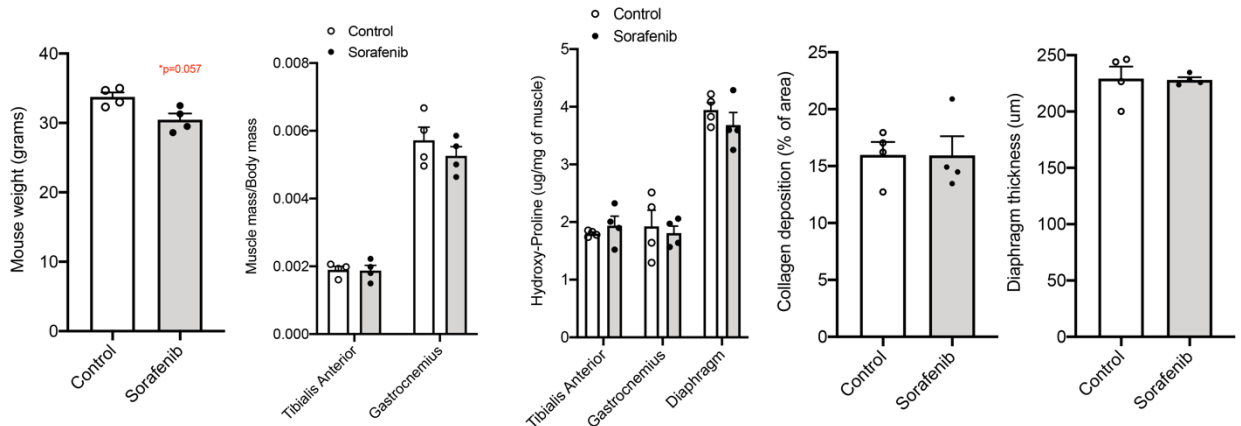 Mouse weight (grams)
40
30
20
10
0
*p=0.057
Control
Sorafenib
Control
Sorafenib
Muscle mass/Body mass
0.008
0.006
0.004
0.002
0.000
Tibialis Anterior
Gastrocnemius
Control
Sorafenib
Hydroxy-Proline (ug/mg of muscle)
5
4
3
2
1
0
Tibialis Anterior
Gastrocnemius
Diaphragm
Collagen deposition (% of area)
25
20
15
10
5
0
Control
Sorafenib
Diaphragm thickness (um)
250
200
150
100
50
0
Control
Sorafenib